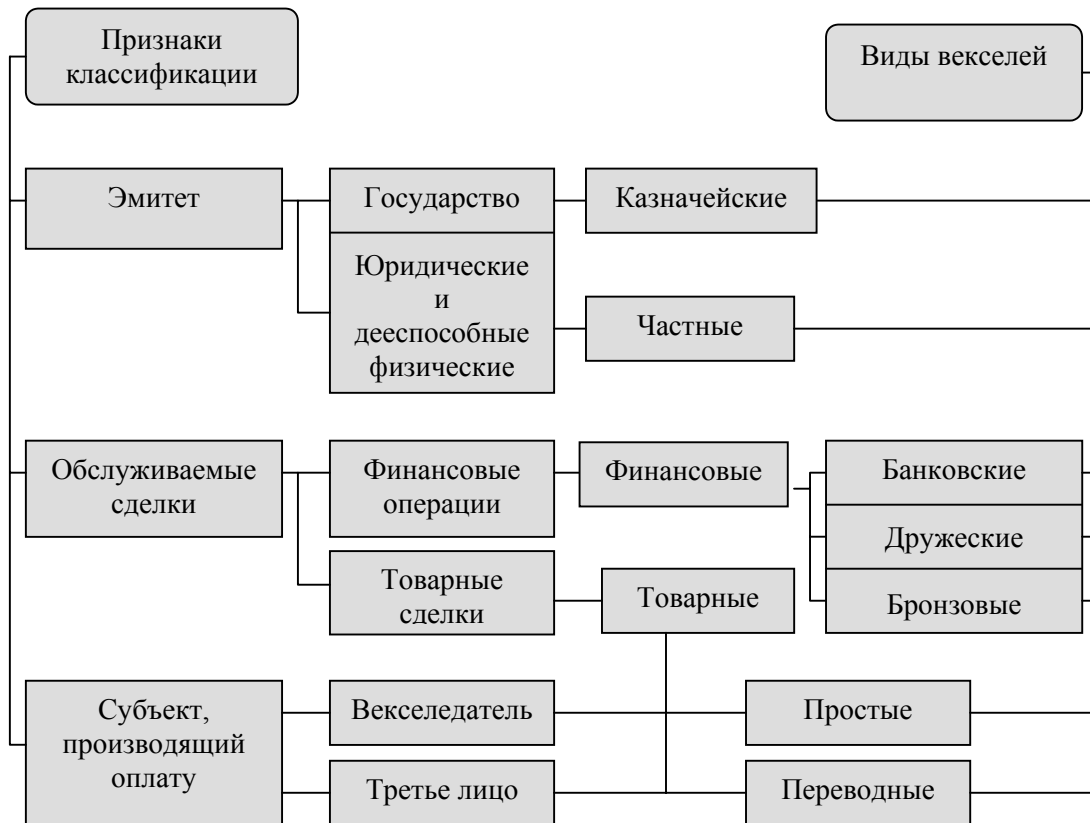 Признаки
классификации
Виды векселей
Эмитет
Государство
Казначейские
Юридические
и
дееспособные
физические
Частные
Обслуживаемые
сделки
Финансовые
операции
Финансовые
Банковские
Дружеские
Бронзовые
Товарные
сделки
Товарные
Субъект,
производящий
оплату
Векселедатель
Простые
Третье лицо
Переводные